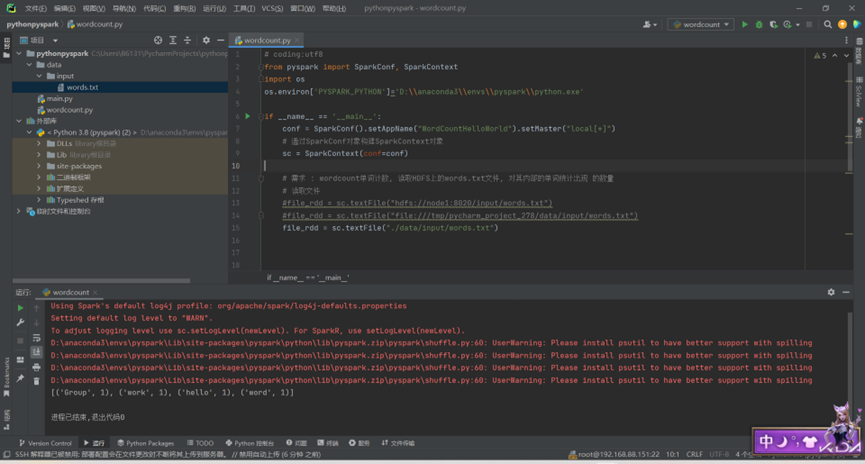 文件(F) 编辑(E) 视图(V) 导航(N) 代码(C) 重构(R) 运行(U) 工具(T) VCS(S) 窗口(W) 帮助(H) pythonpyspark - wordcount.py
pythonpyspark wordcount.py wordcount
项目 wordcount.py
pythonpyspark C:\Users\86131\PycharmProjects\python
data
input
words.txt
main.py
wordcount.py
外部库
< Python 3.8 (pyspark) (2) > D:\anaconda3\envs\pyspar
DLLs library根目录
Lib library根目录
site-packages
二进制框架
扩展定义
Typeshed 存根
临时文件和控制台
5
1 # coding:utf8
2 from pyspark import SparkConf, SparkContext
3 import os
4 os.environ['PYSPARK_PYTHON']='D:\\anaconda3\\envs\\pyspark\\python.exe'
5
6 if __name__ == '__main__':
7 conf = SparkConf().setAppName("WordCountHelloWorld").setMaster("local[*]")
8 # 通过SparkConf对象构建SparkContext对象
9 sc = SparkContext(conf=conf)
10
11 # 需求 : wordcount单词计数, 读取HDFS上的words.txt文件, 对其内部的单词统计出现 的数量
12 # 读取文件
13 #file_rdd = sc.textFile("hdfs://node1:8020/input/words.txt")
14 #file_rdd = sc.textFile("file:///tmp/pycharm_project_278/data/input/words.txt")
15 file_rdd = sc.textFile("./data/input/words.txt")
16
17
18
if __name__ == '__main__'
运行: wordcount
Using Spark's default log4j profile: org/apache/spark/log4j-defaults.properties
Setting default log level to "WARN".
To adjust logging level use sc.setLogLevel(newLevel). For SparkR, use setLogLevel(newLevel).
D:\anaconda3\envs\pyspark\Lib\site-packages\pyspark\python\lib\pyspark.zip\pyspark\shuffle.py:60: UserWarning: Please install psutil to have better support with spilling
D:\anaconda3\envs\pyspark\Lib\site-packages\pyspark\python\lib\pyspark.zip\pyspark\shuffle.py:60: UserWarning: Please install psutil to have better support with spilling
D:\anaconda3\envs\pyspark\Lib\site-packages\pyspark\python\lib\pyspark.zip\pyspark\shuffle.py:60: UserWarning: Please install psutil to have better support with spilling
D:\anaconda3\envs\pyspark\Lib\site-packages\pyspark\python\lib\pyspark.zip\pyspark\shuffle.py:60: UserWarning: Please install psutil to have better support with spilling
[('Group', 1), ('work', 1), ('hello', 1), ('word', 1)]
进程已结束,退出代码0
Bookmarks
结构
数据库
SciView
通知
中
Version Control 运行 Python Packages TODO Python 控制台 问题 终端 服务 文件传输
SSH 解释器已被禁用: 部署配置会在文件更改时不断将其上传到服务器。 // 禁用自动上传 (6 分钟 之前) root@192.168.88.151:22 10:1 CRLF UTF-8 4 个